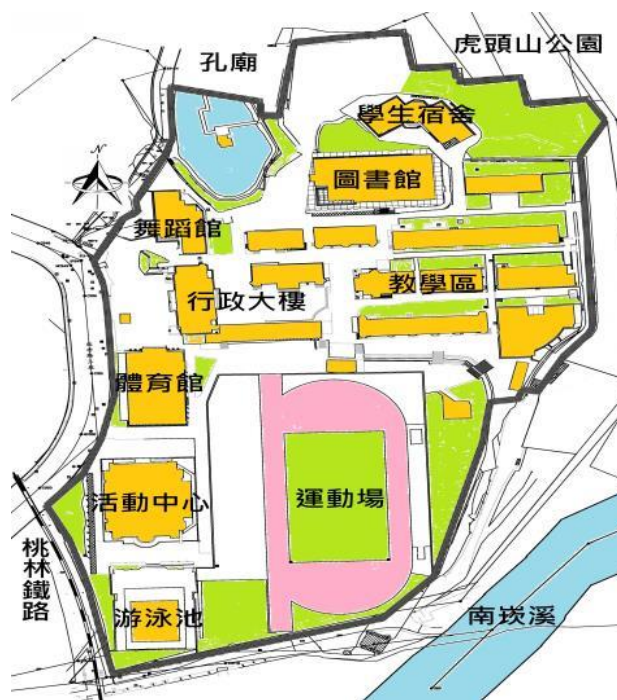 虎頭山公園
孔廟
學生宿舍
N
圖書館
舞蹈館
教學區
行政大樓
體育館
活動中心
運動場
桃林鐵路
游泳池
南崁溪